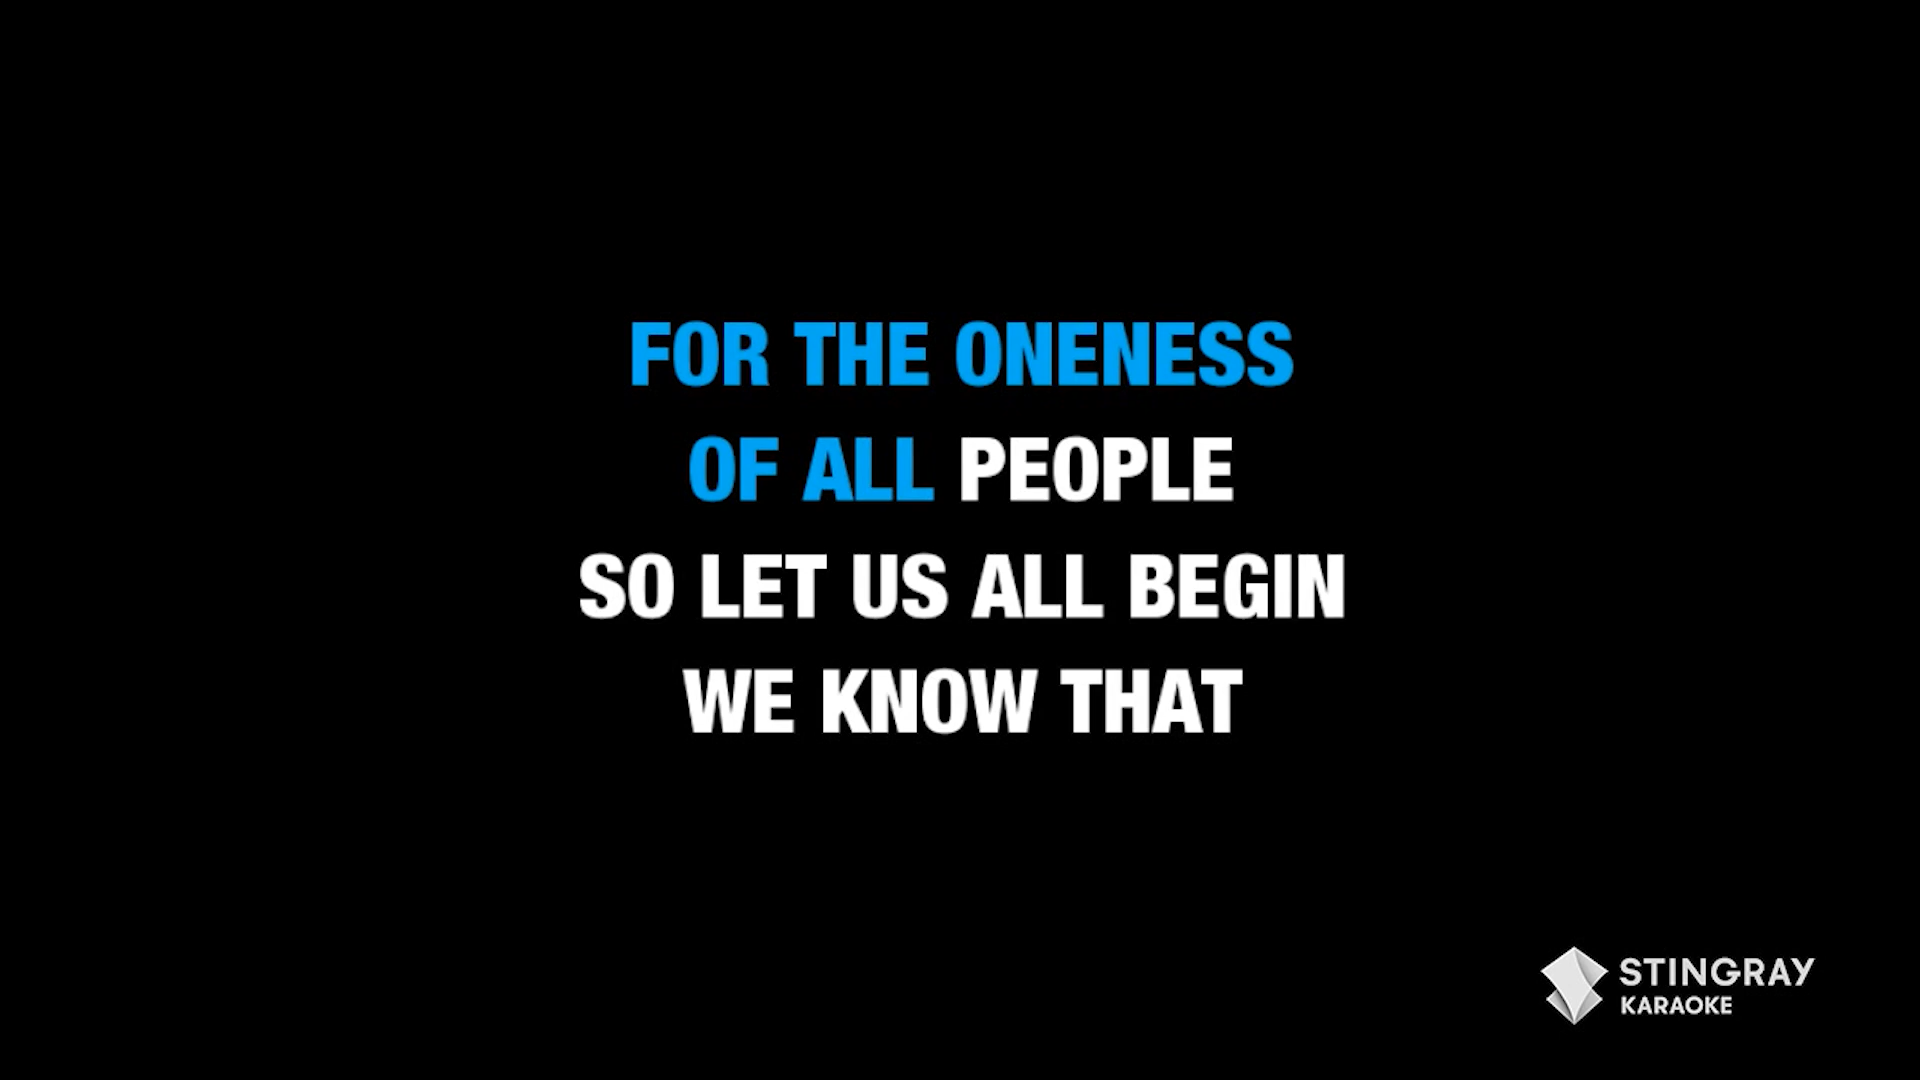 FOR THE ONENESS
OF ALL PEOPLE
SO LET US ALL BEGIN
WE KNOW THAT
STINGRAY
KARAOKE